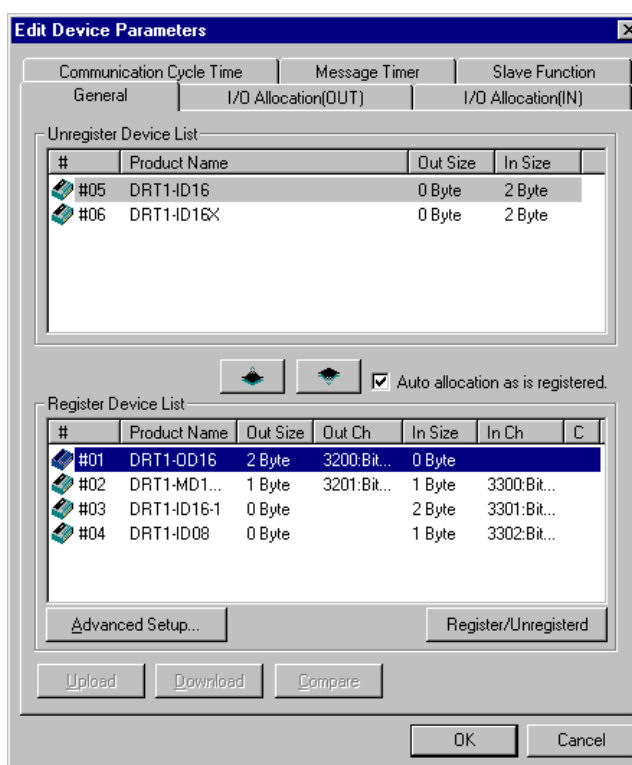 Edit Device Parameters
Communication Cycle Time Message Timer Slave Function
General I/O Allocation(OUT) I/O Allocation(IN)
Unregister Device List
# Product Name Out Size In Size
#05 DRT1-ID16 0 Byte 2 Byte
#06 DRT1-ID16X 0 Byte 2 Byte
Auto allocation as is registered.
Register Device List
# Product Name Out Size Out Ch In Size In Ch C
#01 DRT1-OD16 2 Byte 3200:Bit... 0 Byte
#02 DRT1-MD1... 1 Byte 3201:Bit... 1 Byte 3300:Bit...
#03 DRT1-ID16-1 0 Byte 2 Byte 3301:Bit...
#04 DRT1-ID08 0 Byte 1 Byte 3302:Bit...
Advanced Setup... Register/Unregisterd
Upload Download Compare
OK Cancel